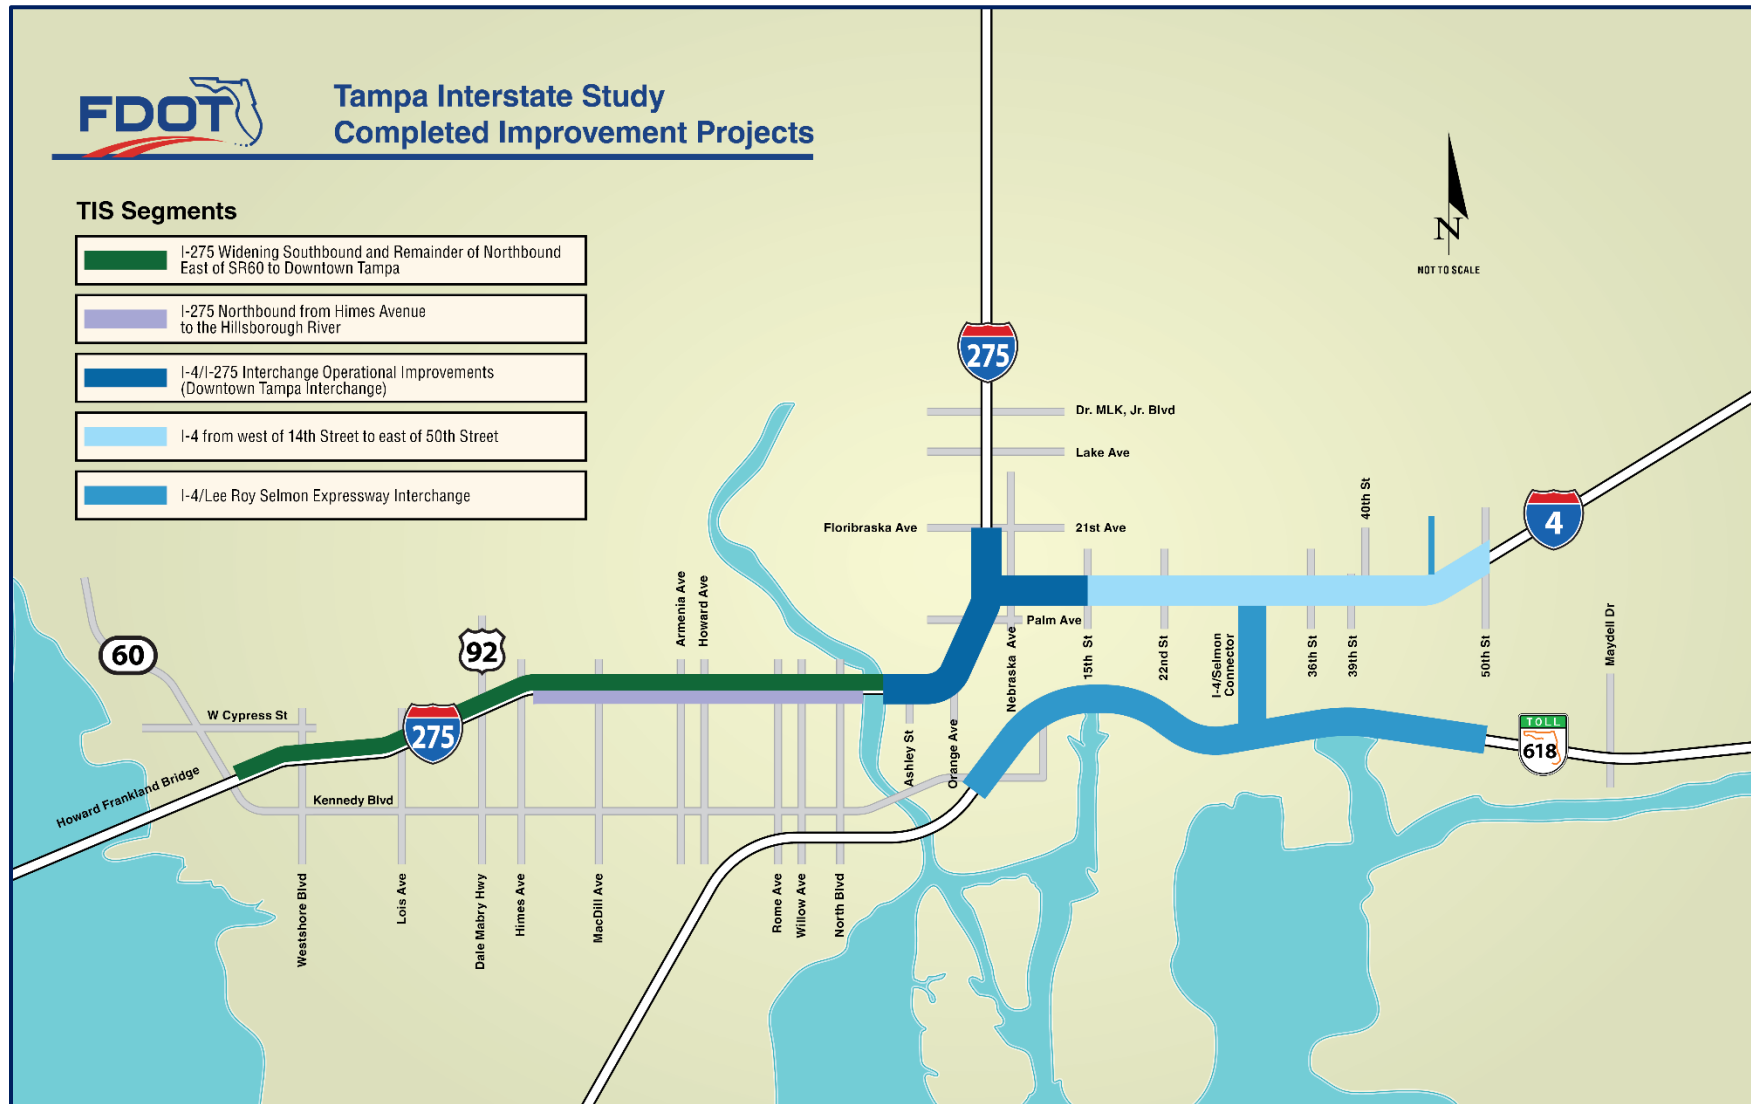 FDOT
Tampa Interstate Study
Completed Improvement Projects
TIS Segments
I-275 Widening Southbound and Remainder of Northbound
East of SR60 to Downtown Tampa
I-275 Northbound from Himes Avenue
to the Hillsborough River
I-4/I-275 Interchange Operational Improvements
(Downtown Tampa Interchange)
I-4 from west of 14th Street to east of 50th Street
I-4/Lee Roy Selmon Expressway Interchange
N
NOT TO SCALE
275
Dr. MLK, Jr. Blvd
Lake Ave
Floribraska Ave
21st Ave
40th St
4
Armenia Ave
Howard Ave
Palm Ave
Nebraska Ave
15th St
22nd St
I-4/Selmon
Connector
36th St
39th St
50th St
Maydell Dr
60
92
W Cypress St
275
Ashley St
Orange Ave
TOLL
618
Howard Frankland Bridge
Kennedy Blvd
Westshore Blvd
Lois Ave
Dale Mabry Hwy
Himes Ave
MacDill Ave
Rome Ave
Willow Ave
North Blvd